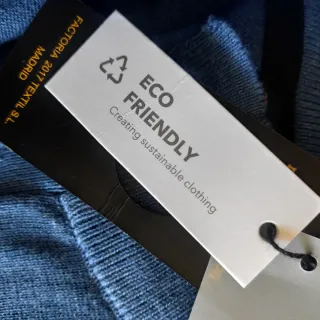 FACTORIA 2017 TEXTIL S.L.
MADRID
ECO
FRIENDLY
Creating sustainable clothing